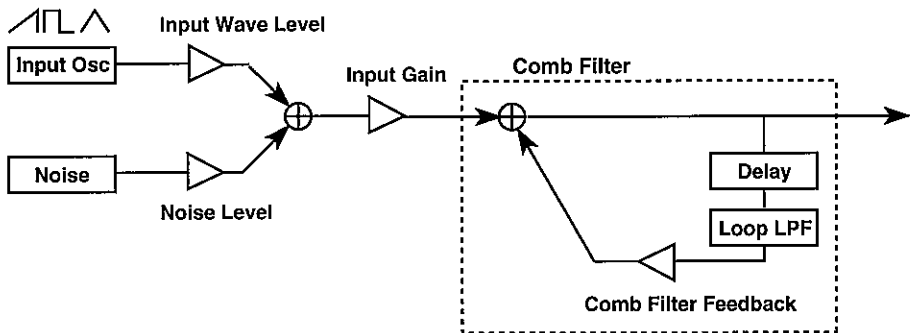 Input Wave Level
Input Osc
Input Gain
Comb Filter
Noise
Noise Level
Delay
Loop LPF
Comb Filter Feedback